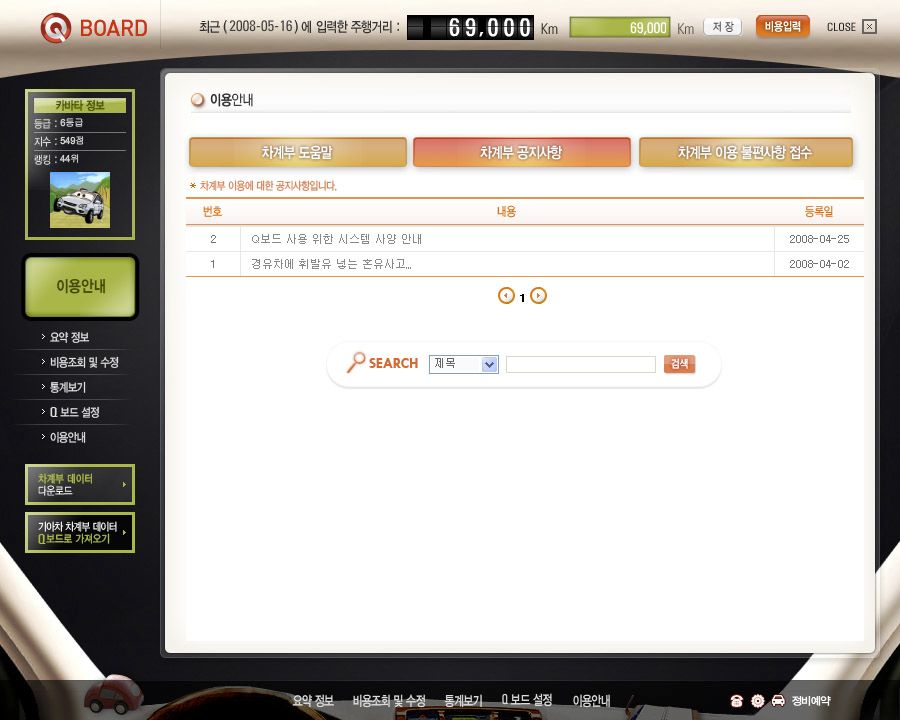 Q BOARD
최근 ( 2008-05-16 ) 에 입력한 주행거리 : 69,000 Km 69,000 Km 저장 비용입력 CLOSE
카바타 정보
등급 : 6등급
지수 : 549점
랭킹 : 44위
이용안내
요약 정보
비용조회 및 수정
통계보기
Q 보드 설정
이용안내
차계부 데이터
다운로드
기아차 차계부 데이터
Q보드로 가져오기
이용안내
차계부 도움말 차계부 공지사항 차계부 이용 불편사항 접수
* 차계부 이용에 대한 공지사항입니다.
번호 내용 등록일
2 Q보드 사용 위한 시스템 사양 안내 2008-04-25
1 경유차에 휘발유 넣는 혼유사고... 2008-04-02
1
SEARCH 제목 검색
요약 정보 비용조회 및 수정 통계보기 Q 보드 설정 이용안내 정비예약